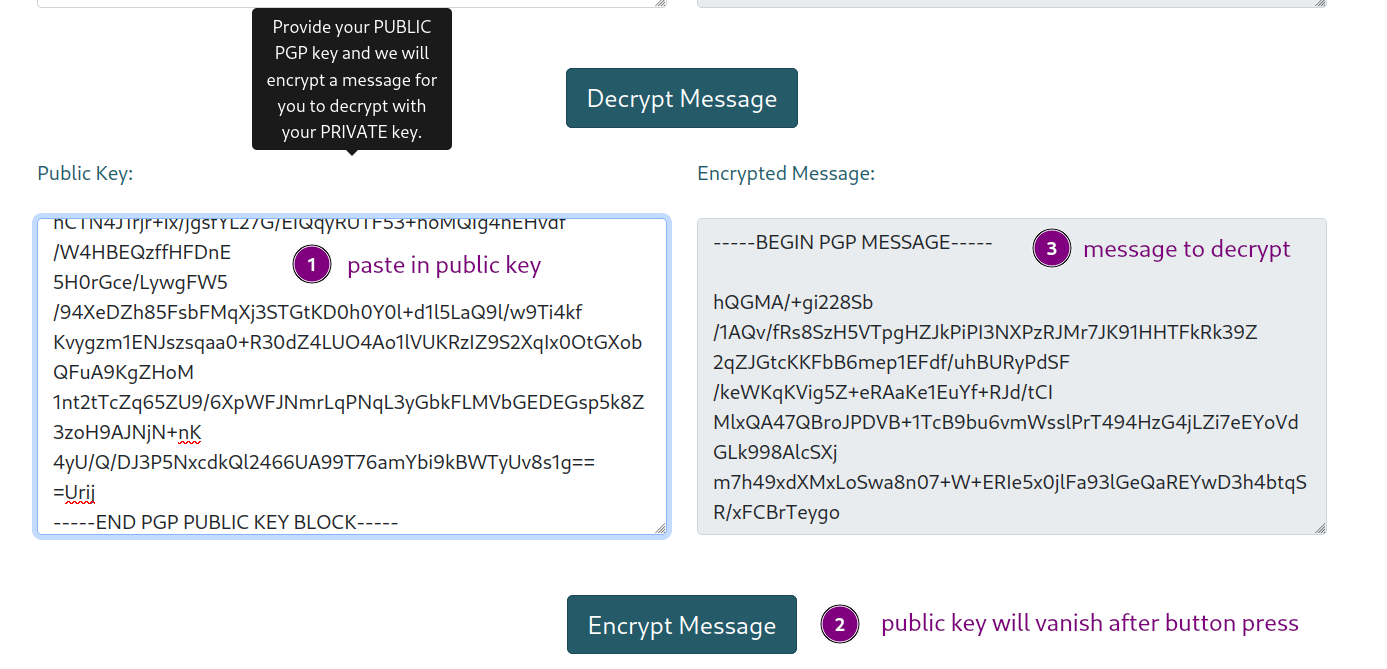 Provide your PUBLIC
PGP key and we will
encrypt a message for
you to decrypt with
your PRIVATE key.
Decrypt Message
Public Key:
Encrypted Message:
/W4HBEQzffHFDnE
5H0rGce/LywgFW5
/94XeDZh85FsbFMqXj3STGtKD0h0Y0l+d1l5LaQ9l/w9Ti4kf
Kvygzm1ENJszsqaa0+R30dZ4LUO4Ao1lVUKRzIZ9S2XqIx0OtGXob
QFuA9KgZHoM
1nt2tTcZq65ZU9/6XpWFJNmrLqPNqL3yGbkFLMVbGEDEGsp5k8Z
3zoH9AJNjN+nK
4yU/Q/DJ3P5NxcdkQl2466UA99T76amYbi9kBWTyUv8s1g==
=Urij
-----END PGP PUBLIC KEY BLOCK-----
1 paste in public key
-----BEGIN PGP MESSAGE-----
3 message to decrypt
hQGMA/+gi228Sb
/1AQv/fRs8SzH5VTpgHZJkPiPI3NXPzRJMr7JK91HHTFkRk39Z
2qZJGtcKKFbB6mep1EFdf/uhBURyPdSF
/keWKqKVig5Z+eRAaKe1EuYf+RJd/tCI
MlxQA47QBroJPDVB+1TcB9bu6vmWsslPrT494HzG4jLZi7eEYoVd
GLk998AlcSXj
m7h49xdXMxLoSwa8n07+W+ERIe5x0jlFa93lGeQaREYwD3h4btqS
R/xFCBrTeygo
Encrypt Message
2 public key will vanish after button press